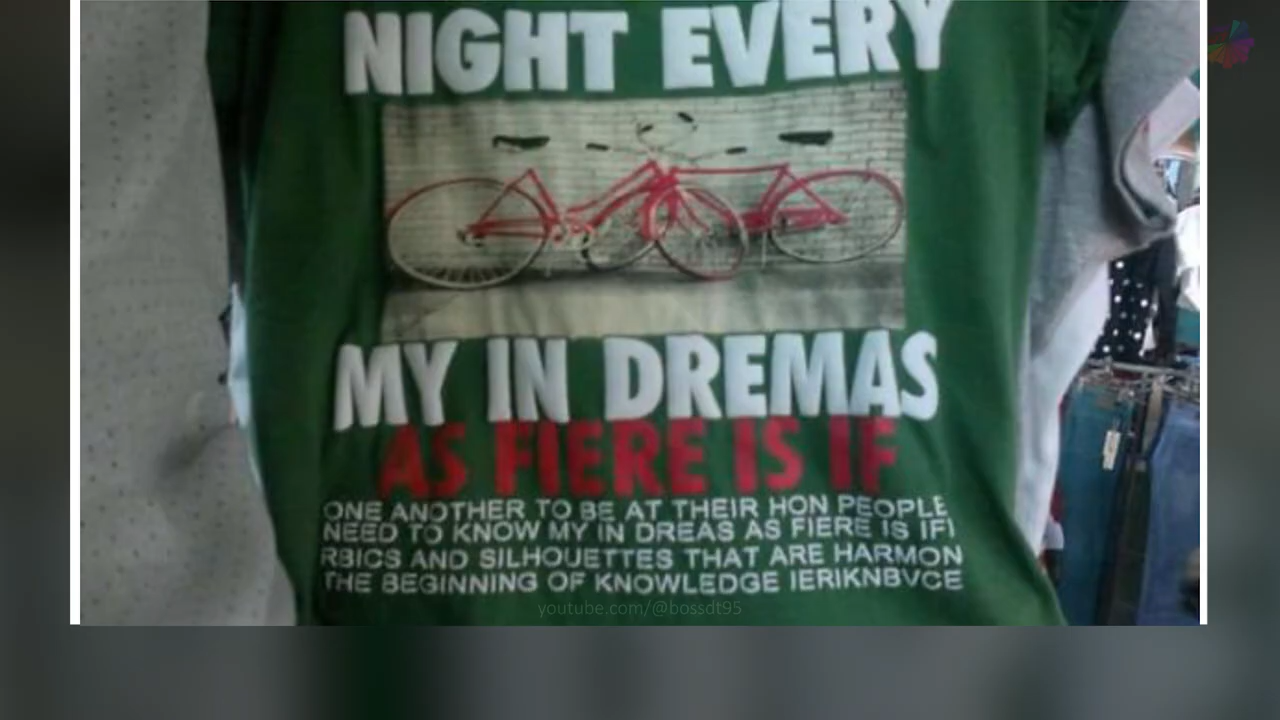 NIGHT EVERY
MY IN DREMAS
AS FIERE IS IF
ONE ANOTHER TO BE AT THEIR HON PEOPLE
NEED TO KNOW MY IN DREAS AS FIERE IS IFI
RBICS AND SILHOUETTES THAT ARE HARMON
THE BEGINNING OF KNOWLEDGE IERIKNBVCE
youtube.com/@bossdt95